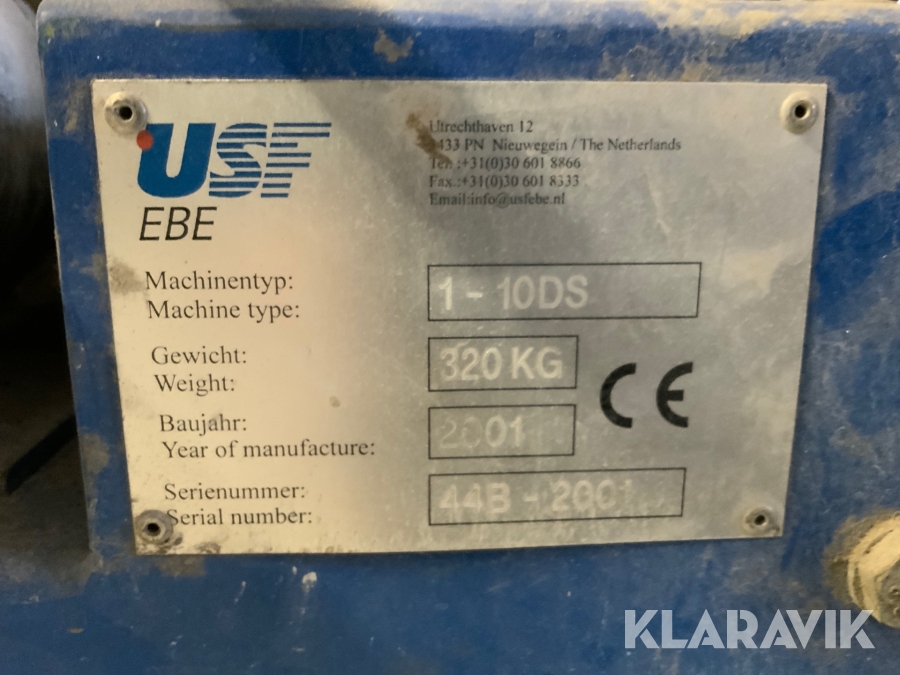 USF
EBE
Utrechthaven 12
3433 PN Nieuwegein / The Netherlands
Tel. :+31(0)30 601 8866
Fax.:+31(0)30 601 8333
Email:info@usfebe.nl
Machinentyp:
Machine type:
1 - 10DS
Gewicht:
Weight:
320 KG
CE
Baujahr:
Year of manufacture:
2001
Serienummer:
Serial number:
44B - 2001
KLARAVIK